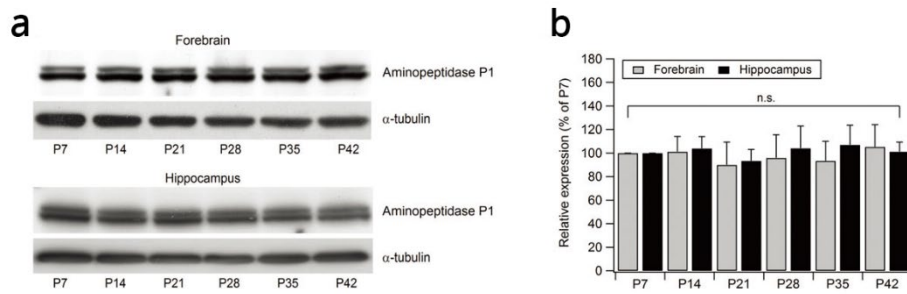 a
Forebrain
Aminopeptidase P1
α-tubulin
P7 P14 P21 P28 P35 P42
Hippocampus
Aminopeptidase P1
α-tubulin
P7 P14 P21 P28 P35 P42
b
Relative expression (% of P7)
180
160
140
120
100
80
60
40
20
0
Forebrain Hippocampus
n.s.
P7 P14 P21 P28 P35 P42